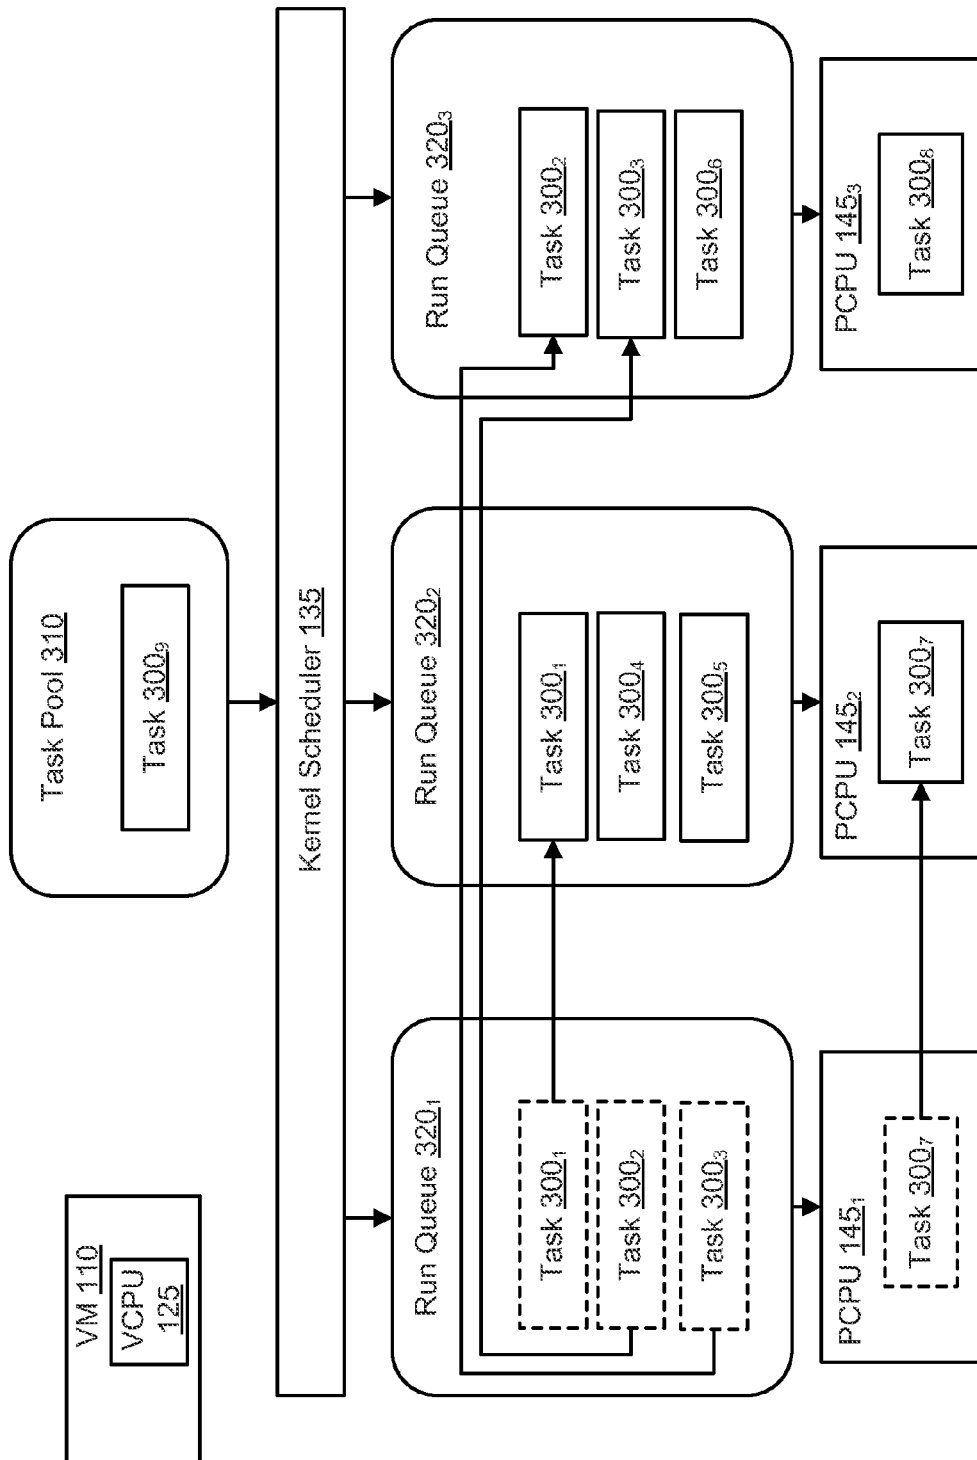 VM 110
VCPU
125
Task Pool 310
Task 300₉
Kernel Scheduler 135
Run Queue 320₁
Task 300₁
Task 300₂
Task 300₃
Run Queue 320₂
Task 300₁
Task 300₄
Task 300₅
Run Queue 320₃
Task 300₂
Task 300₃
Task 300₆
PCPU 145₁
Task 300₇
PCPU 145₂
Task 300₇
PCPU 145₃
Task 300₈